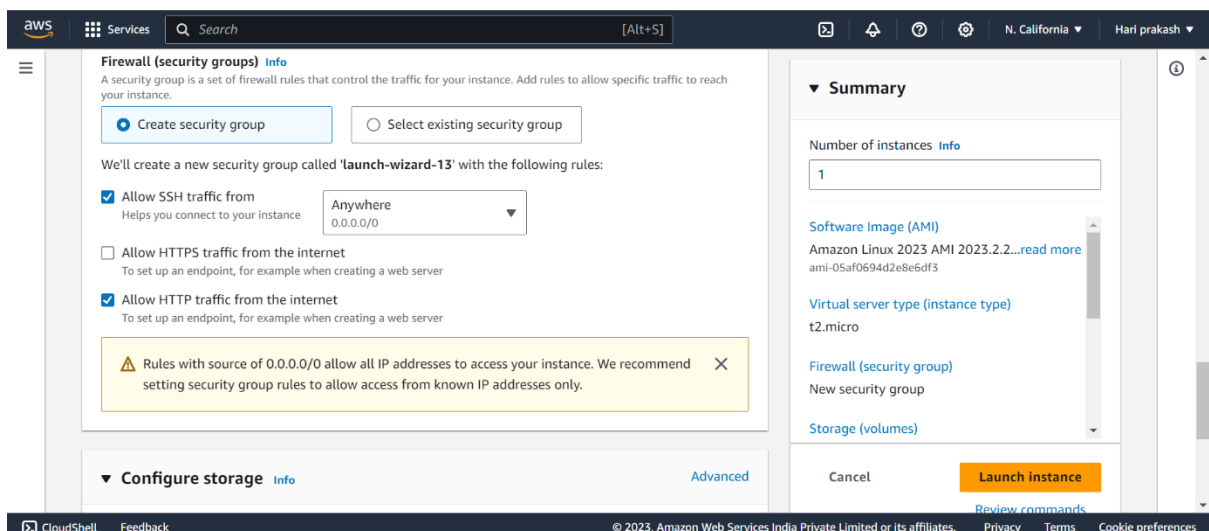 aws
Services
Search
[Alt+S]
N. California
Hari prakash
Firewall (security groups) Info
A security group is a set of firewall rules that control the traffic for your instance. Add rules to allow specific traffic to reach
your instance.
Create security group
Select existing security group
We'll create a new security group called 'launch-wizard-13' with the following rules:
Allow SSH traffic from
Helps you connect to your instance
Anywhere
0.0.0.0/0
Allow HTTPS traffic from the internet
To set up an endpoint, for example when creating a web server
Allow HTTP traffic from the internet
To set up an endpoint, for example when creating a web server
Rules with source of 0.0.0.0/0 allow all IP addresses to access your instance. We recommend
setting security group rules to allow access from known IP addresses only.
Configure storage Info
Advanced
Summary
Number of instances Info
1
Software Image (AMI)
Amazon Linux 2023 AMI 2023.2.2...read more
ami-05af0694d2e8e6df3
Virtual server type (instance type)
t2.micro
Firewall (security group)
New security group
Storage (volumes)
Cancel
Launch instance
Review commands
CloudShell
Feedback
© 2023, Amazon Web Services India Private Limited or its affiliates.
Privacy
Terms
Cookie preferences